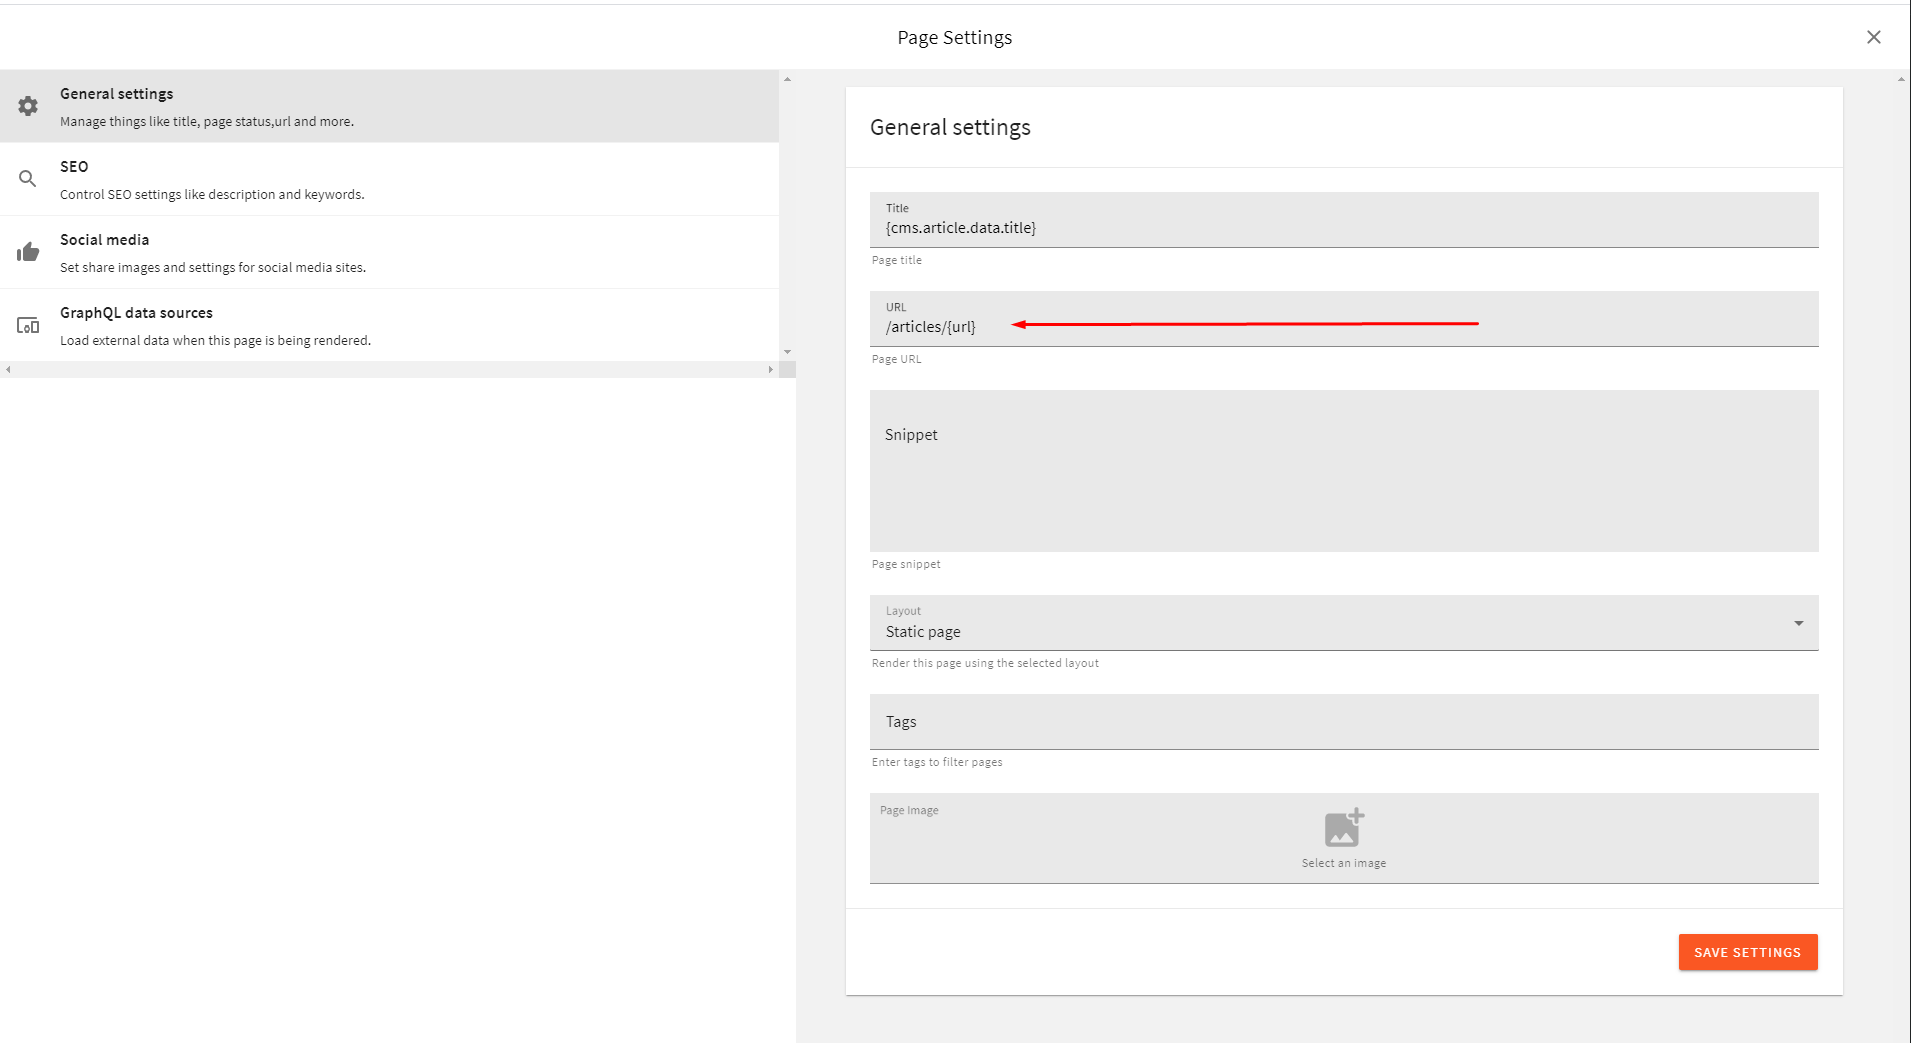 Page Settings
General settings
Manage things like title, page status,url and more.
SEO
Control SEO settings like description and keywords.
Social media
Set share images and settings for social media sites.
GraphQL data sources
Load external data when this page is being rendered.
General settings
Title
{cms.article.data.title}
Page title
URL
/articles/{url}
Page URL
Snippet
Page snippet
Layout
Static page
Render this page using the selected layout
Tags
Enter tags to filter pages
Page Image
Select an image
SAVE SETTINGS